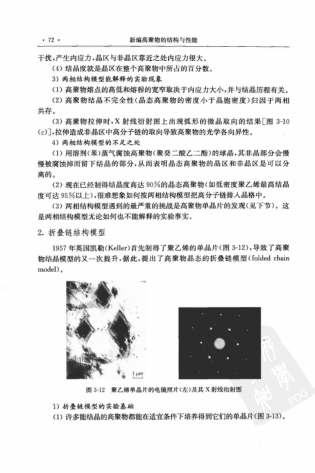 · 72 ·
新编高聚物的结构与性能
干扰,产生内应力,晶区与非晶区靠近之处内应力很大。
(4) 结晶度就是晶区在整个高聚物中所占的百分数。
3) 两相结构模型能解释的实验现象
(1) 高聚物熔点的高低和熔程的宽窄取决于内应力大小,并与结晶历程有关。
(2) 高聚物结晶不完全性(晶态高聚物的密度小于晶胞密度)归因于两相
共存。
(3) 高聚物拉伸时,X射线衍射图上出现弧形的微晶取向的结果[图 3-10
(c)],拉伸造成非晶区中高分子链的取向导致高聚物的光学各向异性。
4) 两相结构模型的不足之处
(1) 用溶剂(苯)蒸气腐蚀高聚物(聚癸二酸乙二酯)的球晶,其非晶部分会慢
慢被腐蚀掉而留下结晶的部分,从而表明晶态高聚物的晶区和非晶区是可以分
离的。
(2) 现在已经制得结晶度高达 90%的晶态高聚物(如低密度聚乙烯最高结晶
度可达 95%以上),很难想象如何按两相结构模型把高分子链排入晶格中。
(3) 两相结构模型遇到的最严重的挑战是高聚物单晶片的发现(见下节)。这
是两相结构模型无论如何也不能解释的实验事实。
2. 折叠链结构模型
1957 年英国凯勒(Keller)首先制得了聚乙烯的单晶片(图 3-12),导致了高聚
物结晶模型的又一次提升,据此,提出了高聚物晶态的折叠链模型(folded chain
model)。
1 μm
图 3-12 聚乙烯单晶片的电镜照片(左)及其 X 射线衍射图
1) 折叠链模型的实验基础
(1) 许多能结晶的高聚物都能在适宜条件下培养得到它们的单晶片(图 3-13)。